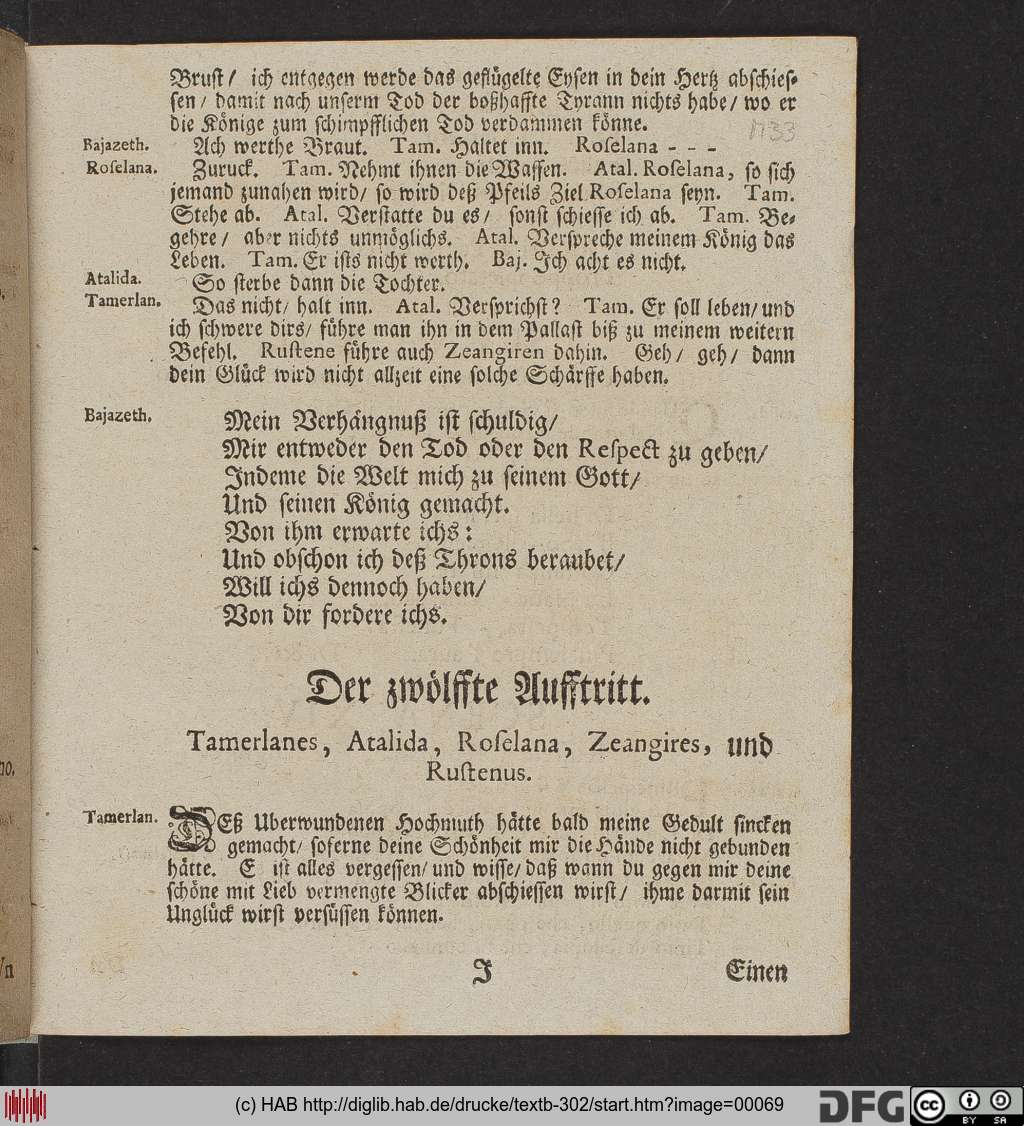 Brust/ ich entgegen werde das geflügelte Eysen in dein Hertz abschies-
sen/ damit nach unserm Tod der boßhaffte Tyrann nichts habe/ wo er
die Könige zum schimpfflichen Tod verdammen könne.
1733
Bajazeth. Ach werthe Braut. Tam. Haltet inn. Roselana - - -
Roselana. Zuruck. Tam. Nehmt ihnen die Waffen. Atal. Roselana, so sich
jemand zunahen wird/ so wird deß Pfeils Ziel Roselana seyn. Tam.
Stehe ab. Atal. Verstatte du es/ sonst schiesse ich ab. Tam. Be-
gehre/ aber nichts unmöglichs. Atal. Verspreche meinem König das
Leben. Tam. Er ists nicht werth. Baj. Ich acht es nicht.
Atalida. So sterbe dann die Tochter.
Tamerlan. Das nicht/ halt inn. Atal. Versprichst? Tam. Er soll leben/ und
ich schwere dirs/ führe man ihn in dem Pallast biß zu meinem weitern
Befehl. Rustene führe auch Zeangiren dahin. Geh/ geh/ dann
dein Glück wird nicht allzeit eine solche Schärffe haben.
Bajazeth. Mein Verhängnuß ist schuldig/
Mir entweder den Tod oder den Respect zu geben/
Indeme die Welt mich zu seinem Gott/
Und seinen König gemacht.
Von ihm erwarte ichs:
Und obschon ich deß Throns beraubet/
Will ichs dennoch haben/
Von dir fordere ichs.
Der zwölffte Aufftritt.
Tamerlanes, Atalida, Roselana, Zeangires, und
Rustenus.
Tamerlan. DEß Uberwundenen Hochmuth hätte bald meine Gedult sincken
gemacht/ soferne deine Schönheit mir die Hände nicht gebunden
hätte. E ist alles vergessen/ und wisse/ daß wann du gegen mir deine
schöne mit Lieb vermengte Blicker abschiessen wirst/ ihme darmit sein
Unglück wirst versüssen können.
I Einen
(c) HAB http://diglib.hab.de/drucke/textb-302/start.htm?image=00069
DFG
cc BY SA